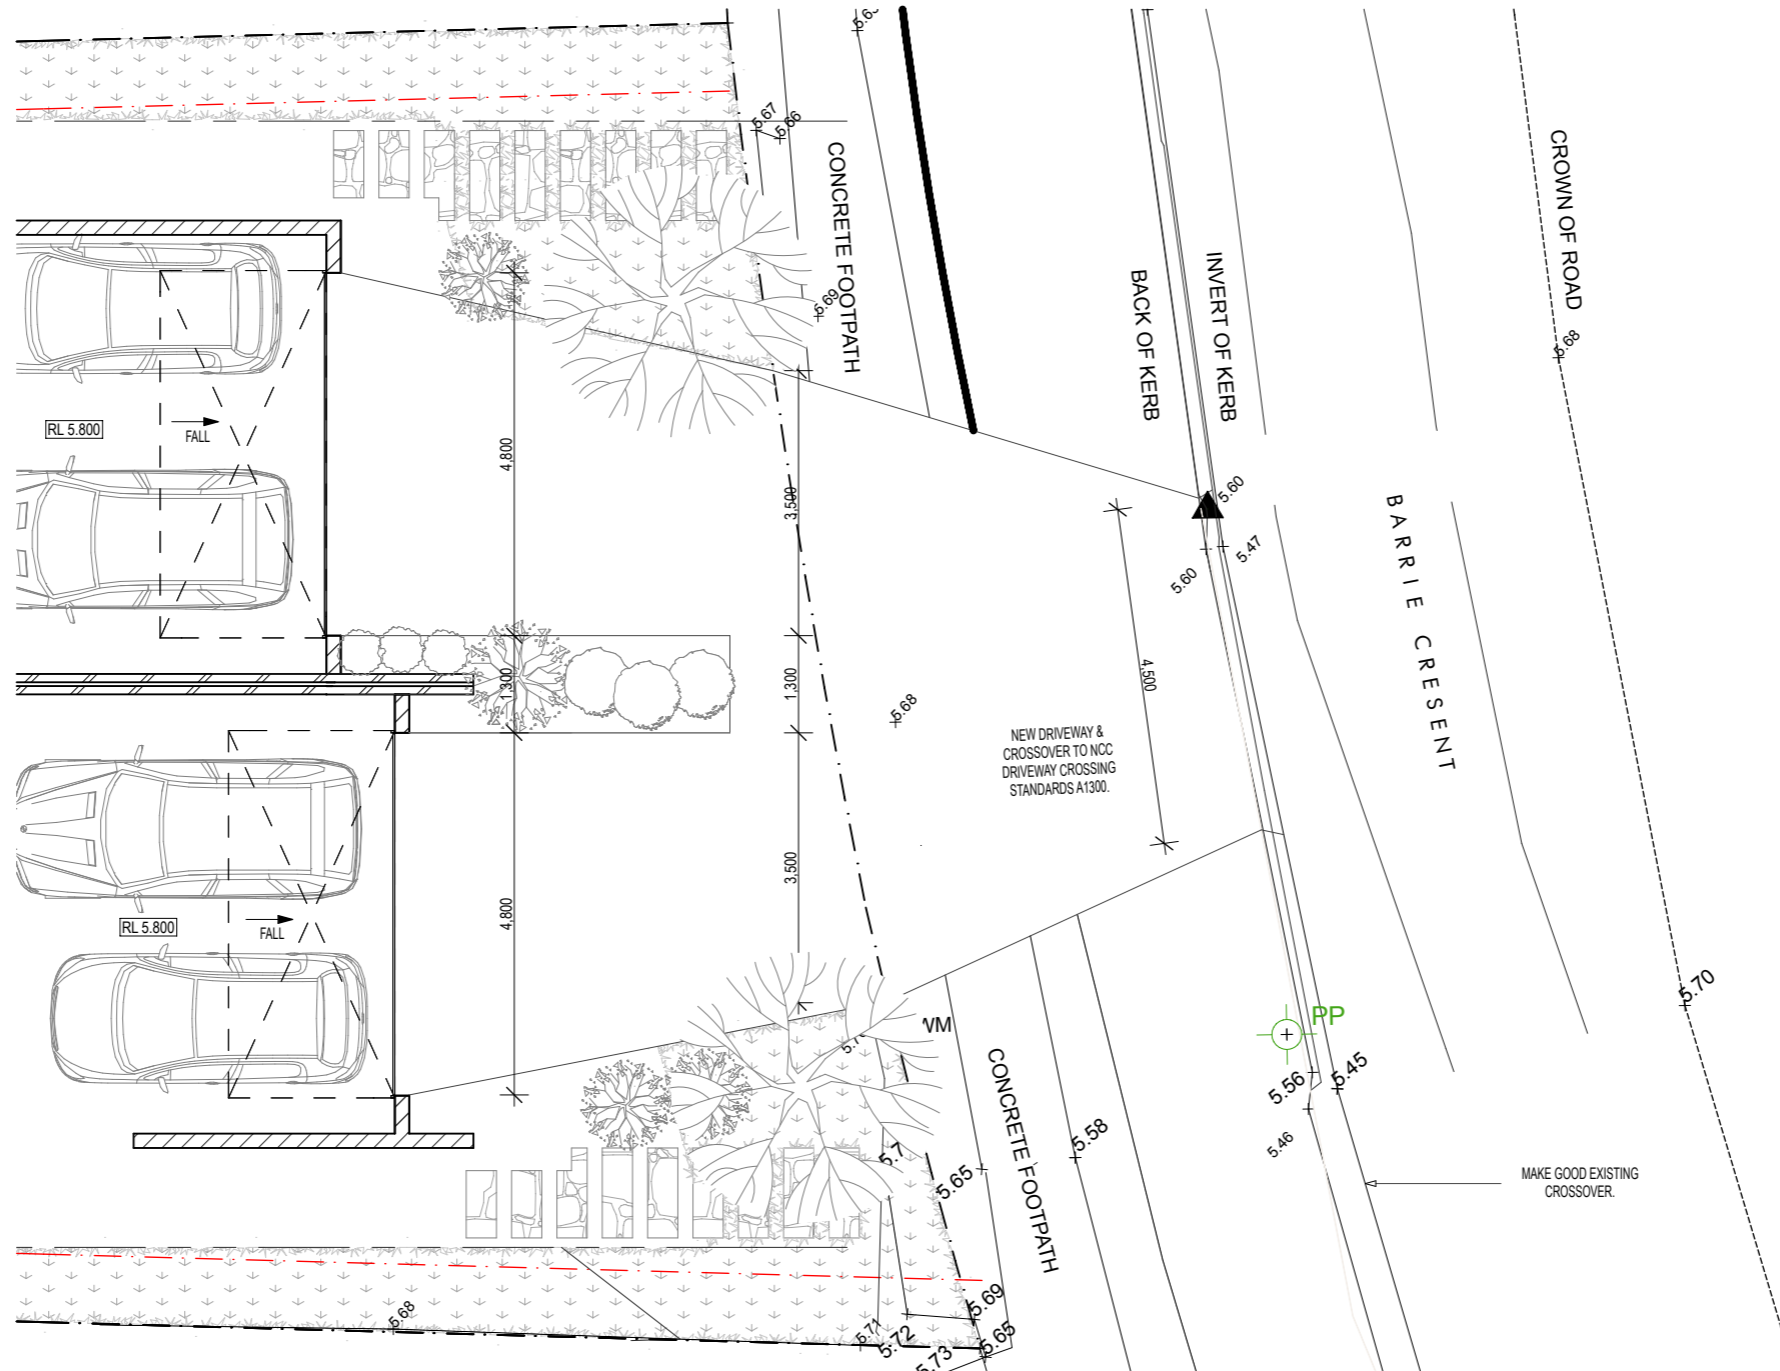 5.67
5.66
CONCRETE FOOTPATH
5.69
BACK OF KERB
INVERT OF KERB
CROWN OF ROAD
5.68
RL 5.800
FALL
4,800
3,500
5.60
5.47
5.60
BARRIE CRESENT
1,300
1,300
5.68
4,500
NEW DRIVEWAY &
CROSSOVER TO NCC
DRIVEWAY CROSSING
STANDARDS A1300.
RL 5.800
FALL
4,800
3,500
5.70
PP
CONCRETE FOOTPATH
5.56
5.45
5.46
5.58
5.65
MAKE GOOD EXISTING
CROSSOVER.
5.68
5.71
5.72
5.73
5.69
5.65